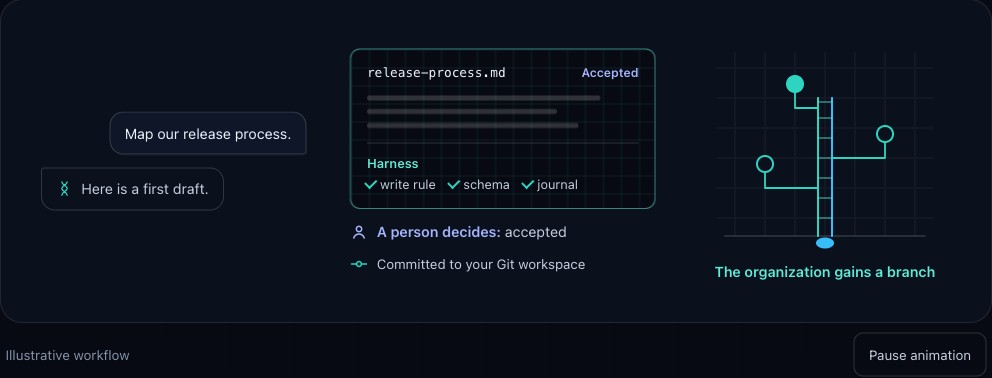 Map our release process.
Here is a first draft.
release-process.md
Accepted
Harness
write rule
schema
journal
A person decides: accepted
Committed to your Git workspace
The organization gains a branch
Illustrative workflow
Pause animation